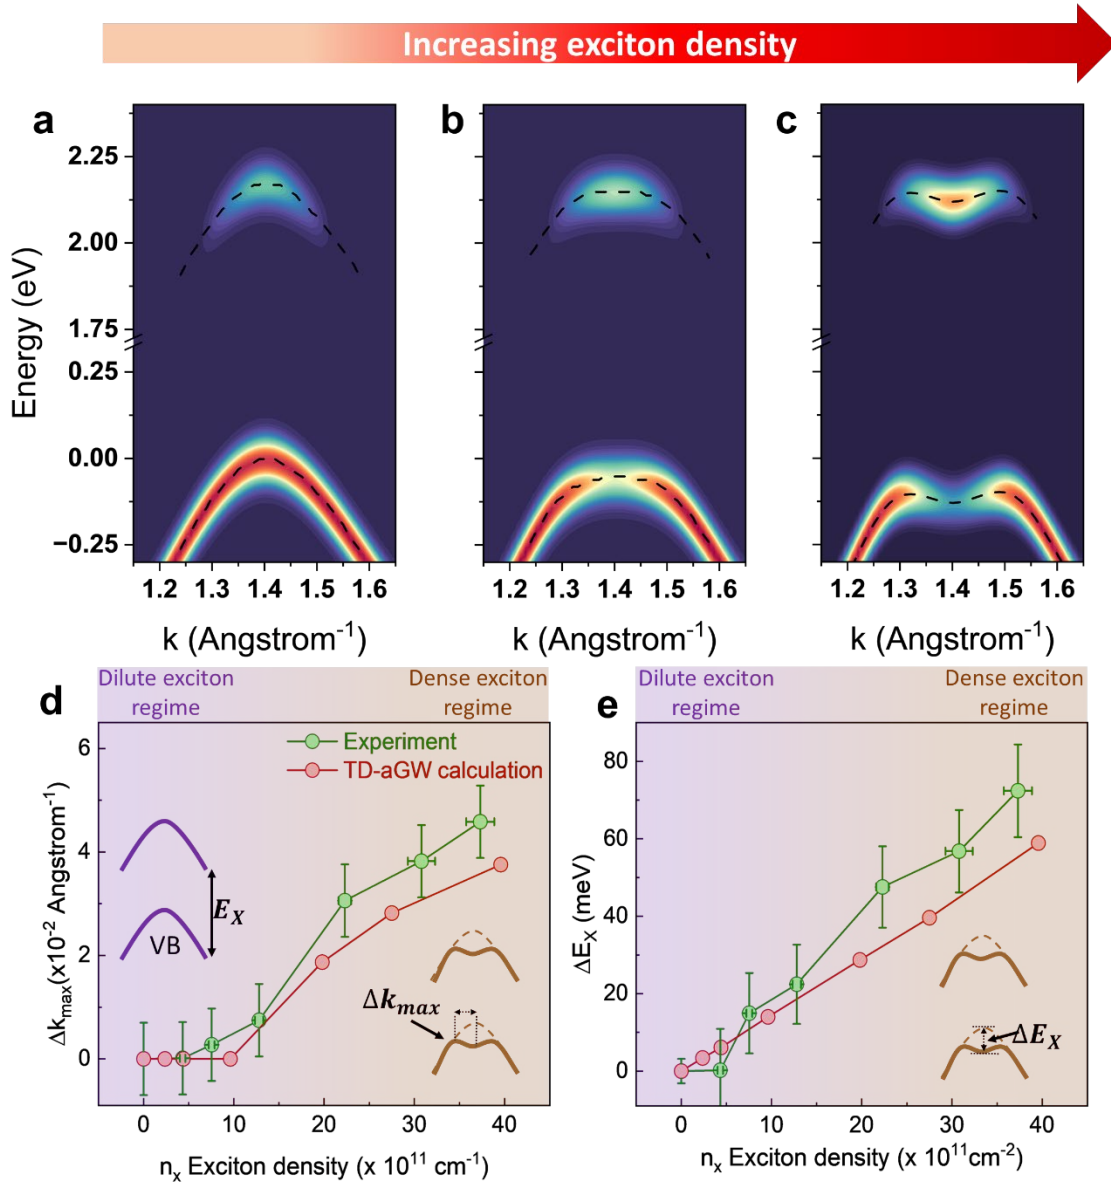 Increasing exciton density
a
b
c
Energy (eV)
2.25
2.00
1.75
0.25
0.00
−0.25
1.2 1.3 1.4 1.5 1.6
1.2 1.3 1.4 1.5 1.6
1.2 1.3 1.4 1.5 1.6
k (Angstrom-1)
k (Angstrom-1)
k (Angstrom-1)
d
Dilute exciton
regime
Dense exciton
regime
Experiment
TD-aGW calculation
Δkmax(x10-2 Angstrom-1)
6
4
2
0
EX
VB
Δkmax
0 10 20 30 40
nx Exciton density (x 1011 cm-1)
e
Dilute exciton
regime
Dense exciton
regime
ΔEX (meV)
80
60
40
20
0
ΔEX
0 10 20 30 40
nx Exciton density (x 1011cm-2)